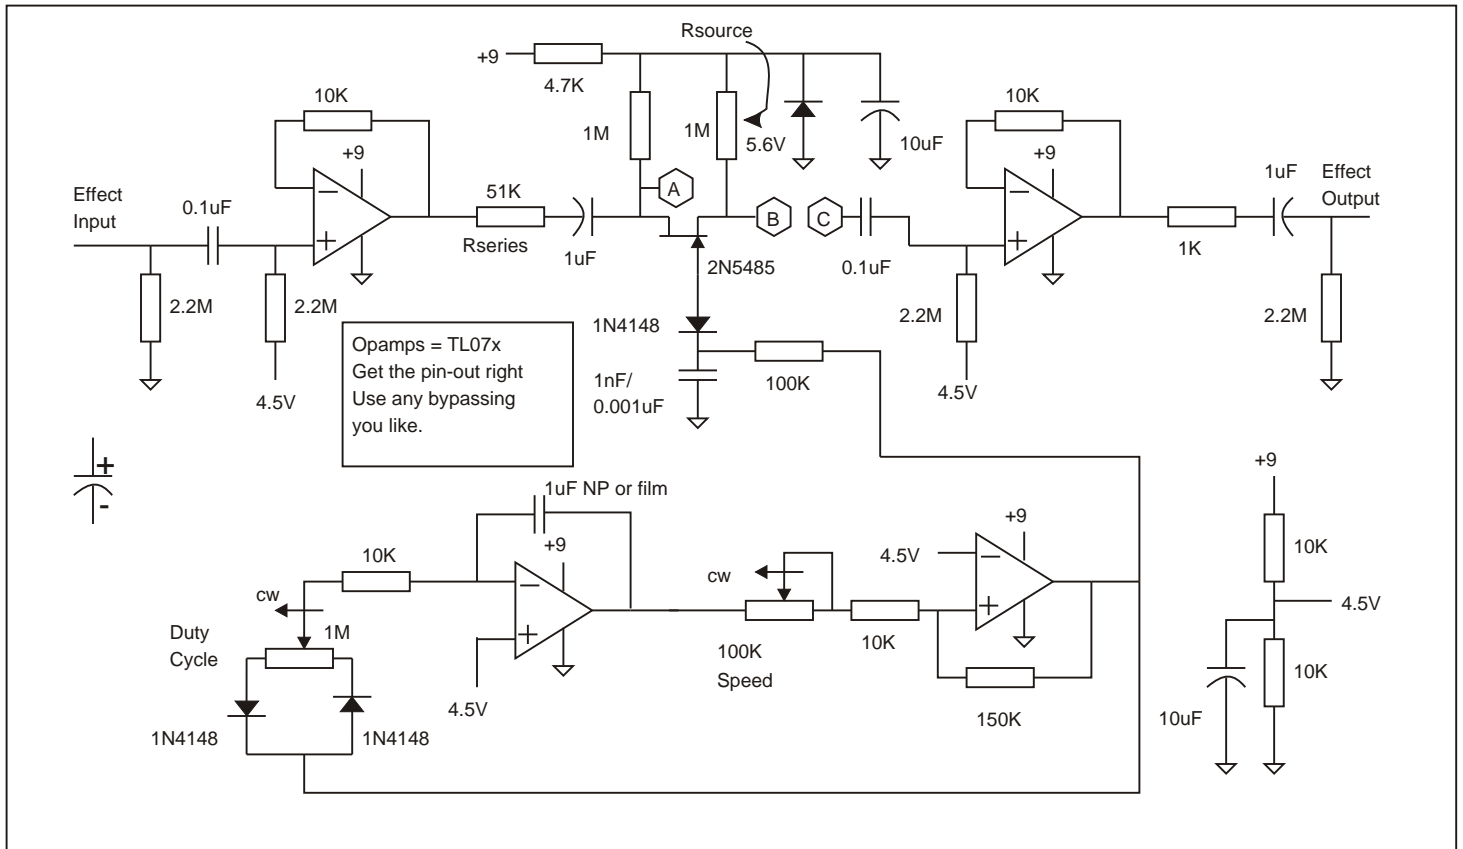 Rsource
+9
4.7K
10K
1M
1M
5.6V
10uF
10K
+9
+9
Effect
Input
0.1uF
51K
Rseries
1uF
A
B
C
0.1uF
2N5485
1uF
Effect
Output
1K
2.2M
2.2M
4.5V
2.2M
4.5V
2.2M
Opamps = TL07x
Get the pin-out right
Use any bypassing
you like.
1N4148
1nF/
0.001uF
100K
+
-
1uF NP or film
+9
10K
cw
1M
Duty
Cycle
1N4148
1N4148
4.5V
cw
100K
Speed
10K
4.5V
+9
150K
+9
10K
4.5V
10K
10uF